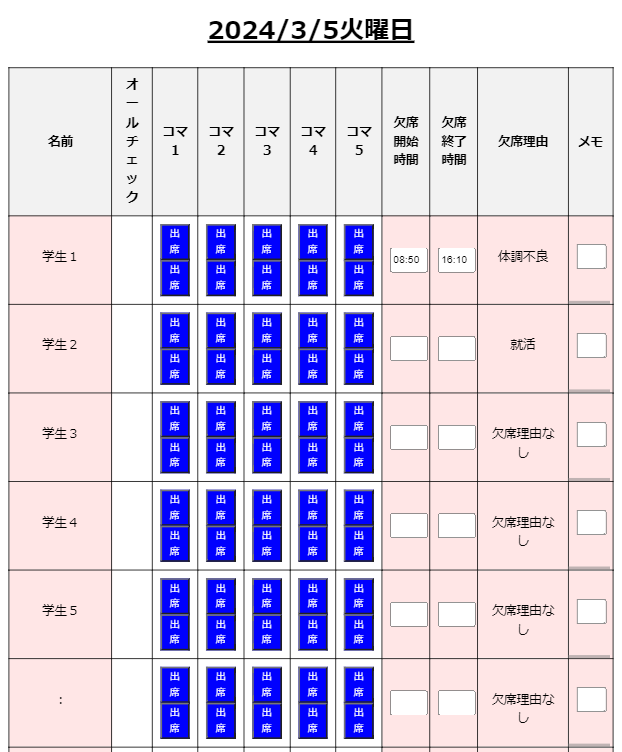 2024/3/5火曜日
名前 オールチェック コマ1 コマ2 コマ3 コマ4 コマ5 欠席開始時間 欠席終了時間 欠席理由 メモ
学生１ 出席 出席 出席 出席 出席 08:50 16:10 体調不良
出席 出席 出席 出席 出席
学生２ 出席 出席 出席 出席 出席 就活
出席 出席 出席 出席 出席
学生３ 出席 出席 出席 出席 出席 欠席理由なし
出席 出席 出席 出席 出席
学生４ 出席 出席 出席 出席 出席 欠席理由なし
出席 出席 出席 出席 出席
学生５ 出席 出席 出席 出席 出席 欠席理由なし
出席 出席 出席 出席 出席
： 出席 出席 出席 出席 出席 欠席理由なし
出席 出席 出席 出席 出席